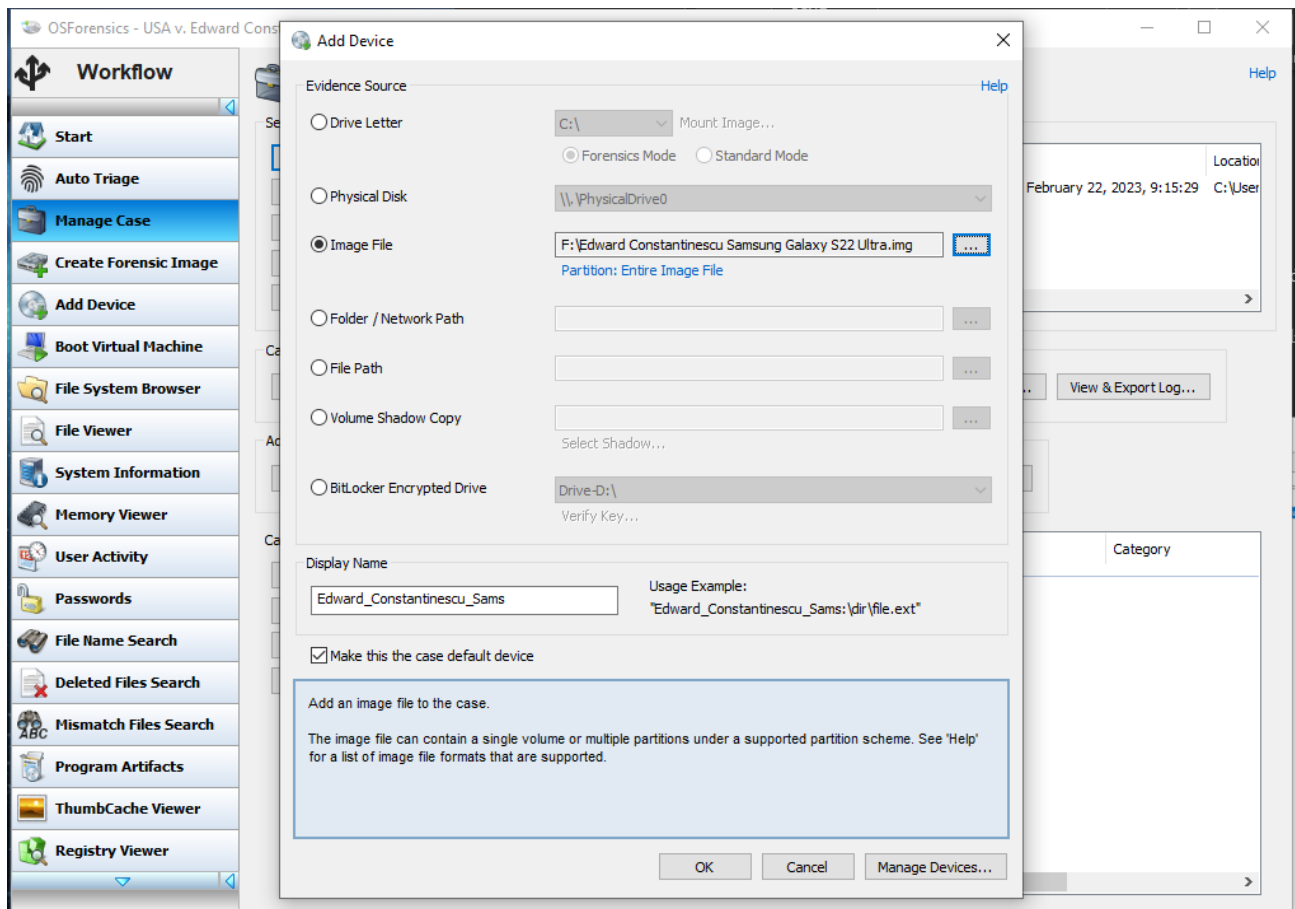 OSForensics - USA v. Edward Cons
Workflow
Start
Auto Triage
Manage Case
Create Forensic Image
Add Device
Boot Virtual Machine
File System Browser
File Viewer
System Information
Memory Viewer
User Activity
Passwords
File Name Search
Deleted Files Search
Mismatch Files Search
Program Artifacts
ThumbCache Viewer
Registry Viewer
Add Device
Evidence Source
Help
Drive Letter
C:\
Mount Image...
Forensics Mode
Standard Mode
Physical Disk
\\.\PhysicalDrive0
Image File
F:\Edward Constantinescu Samsung Galaxy S22 Ultra.img
...
Partition: Entire Image File
Folder / Network Path
...
File Path
...
Volume Shadow Copy
...
Select Shadow...
BitLocker Encrypted Drive
Drive-D:\
Verify Key...
Display Name
Edward_Constantinescu_Sams
Usage Example:
"Edward_Constantinescu_Sams:\dir\file.ext"
Make this the case default device
Add an image file to the case.
The image file can contain a single volume or multiple partitions under a supported partition scheme. See 'Help'
for a list of image file formats that are supported.
OK
Cancel
Manage Devices...
Help
Se
Location
February 22, 2023, 9:15:29
C:\User
Ca
View & Export Log...
Ad
Ca
Category